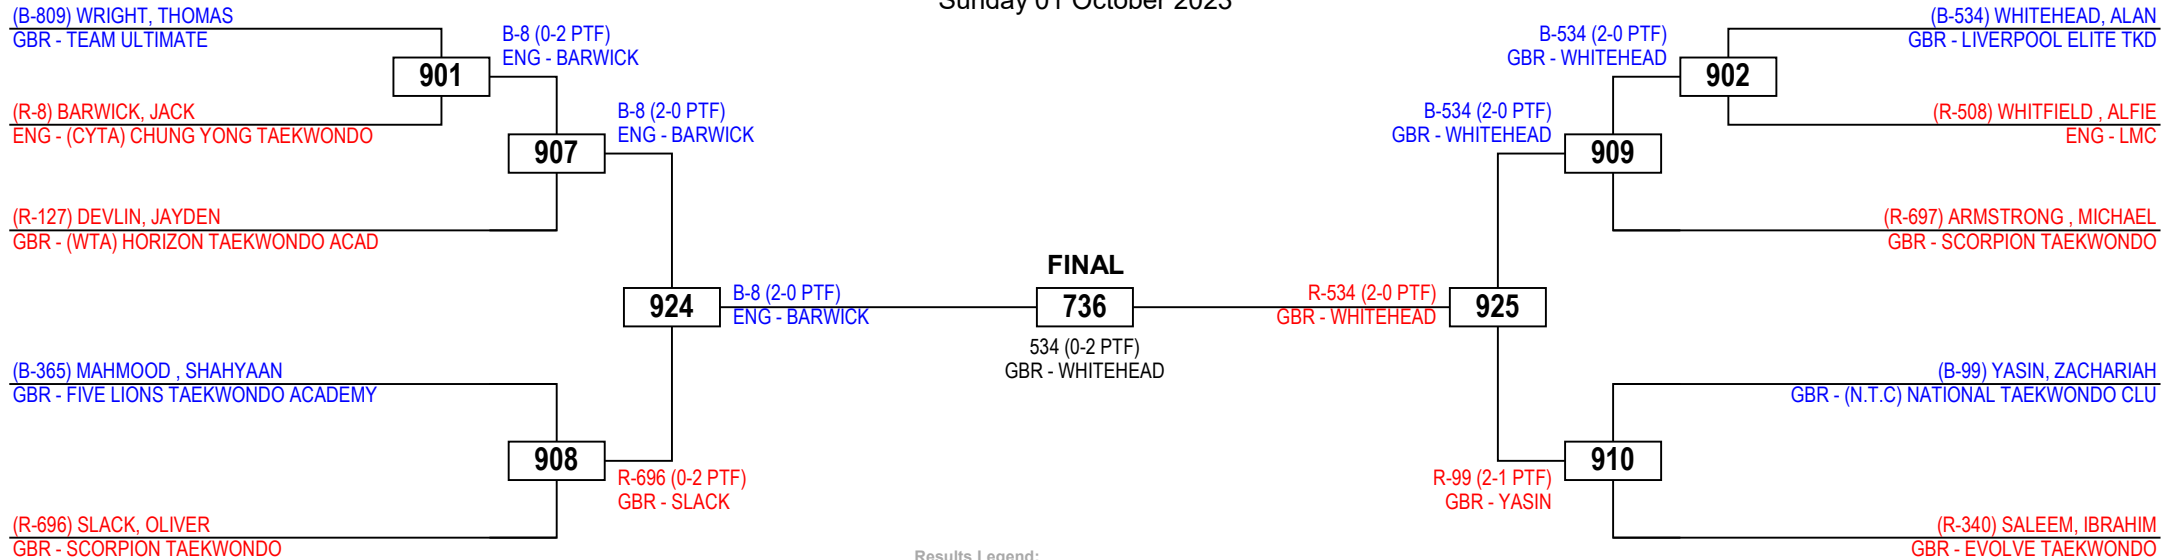 Sunday 01 October 2023
(B-809) WRIGHT, THOMAS
GBR - TEAM ULTIMATE
901
B-8 (0-2 PTF)
ENG - BARWICK
(R-8) BARWICK, JACK
ENG - (CYTA) CHUNG YONG TAEKWONDO
907
B-8 (2-0 PTF)
ENG - BARWICK
(R-127) DEVLIN, JAYDEN
GBR - (WTA) HORIZON TAEKWONDO ACAD
924
B-8 (2-0 PTF)
ENG - BARWICK
(B-365) MAHMOOD , SHAHYAAN
GBR - FIVE LIONS TAEKWONDO ACADEMY
908
R-696 (0-2 PTF)
GBR - SLACK
(R-696) SLACK, OLIVER
GBR - SCORPION TAEKWONDO
FINAL
736
534 (0-2 PTF)
GBR - WHITEHEAD
(B-534) WHITEHEAD, ALAN
GBR - LIVERPOOL ELITE TKD
B-534 (2-0 PTF)
GBR - WHITEHEAD
902
(R-508) WHITFIELD , ALFIE
ENG - LMC
B-534 (2-0 PTF)
GBR - WHITEHEAD
909
(R-697) ARMSTRONG , MICHAEL
GBR - SCORPION TAEKWONDO
R-534 (2-0 PTF)
GBR - WHITEHEAD
925
(B-99) YASIN, ZACHARIAH
GBR - (N.T.C) NATIONAL TAEKWONDO CLU
R-99 (2-1 PTF)
GBR - YASIN
910
(R-340) SALEEM, IBRAHIM
GBR - EVOLVE TAEKWONDO
Results Legend: